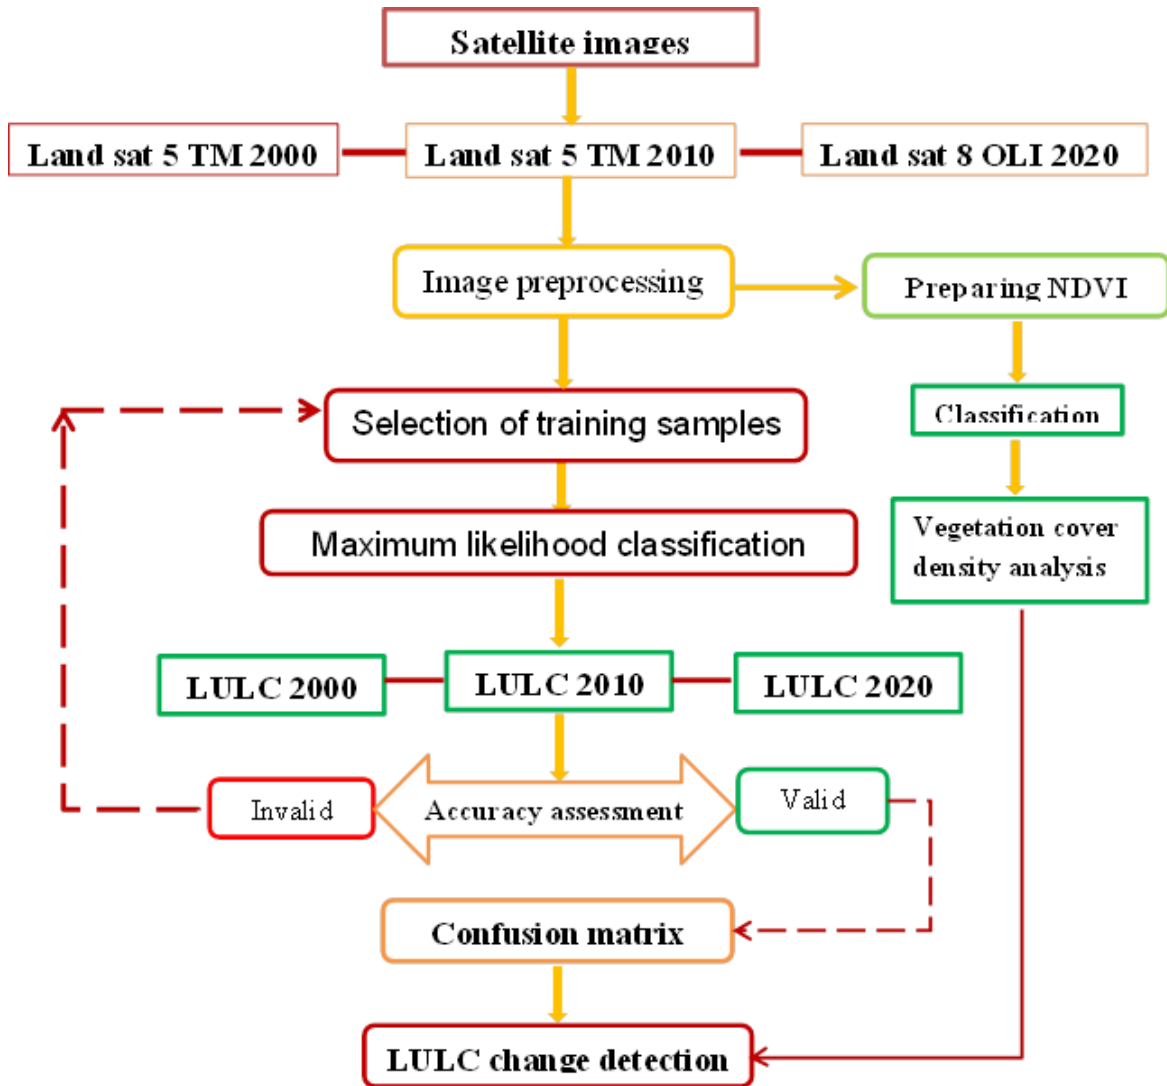 Satellite images
Land sat 5 TM 2000
Land sat 5 TM 2010
Land sat 8 OLI 2020
Image preprocessing
Preparing NDVI
Selection of training samples
Classification
Maximum likelihood classification
Vegetation cover
density analysis
LULC 2000
LULC 2010
LULC 2020
Invalid
Accuracy assessment
Valid
Confusion matrix
LULC change detection